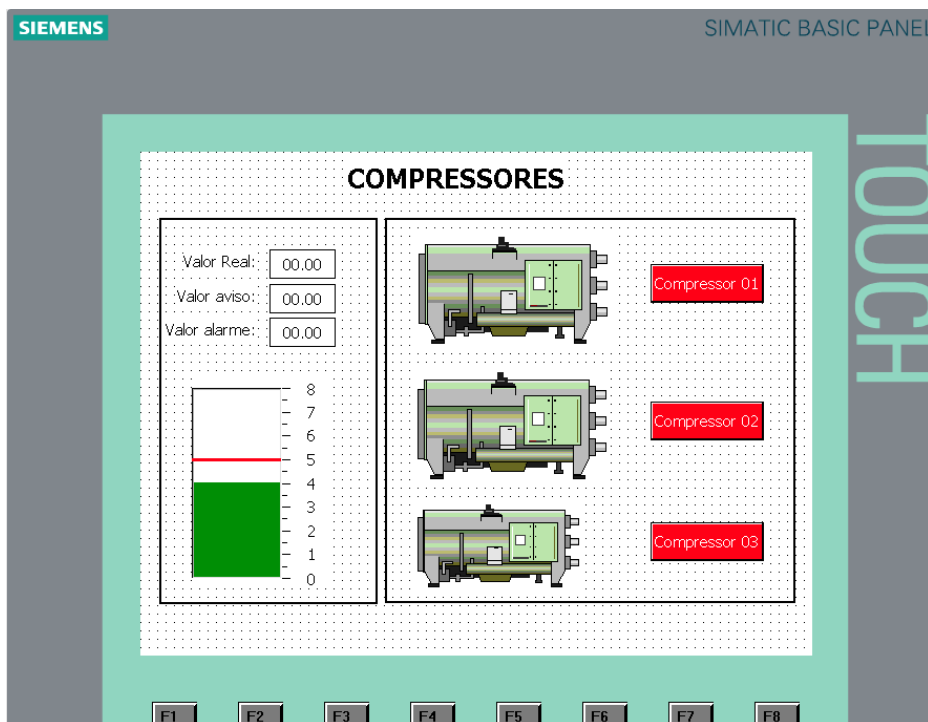 SIEMENS
SIMATIC BASIC PANEL
TOUCH
COMPRESSORES
Valor Real: 00.00
Valor aviso: 00.00
Valor alarme: 00.00
8
7
6
5
4
3
2
1
0
Compressor 01
Compressor 02
Compressor 03
F1 F2 F3 F4 F5 F6 F7 F8